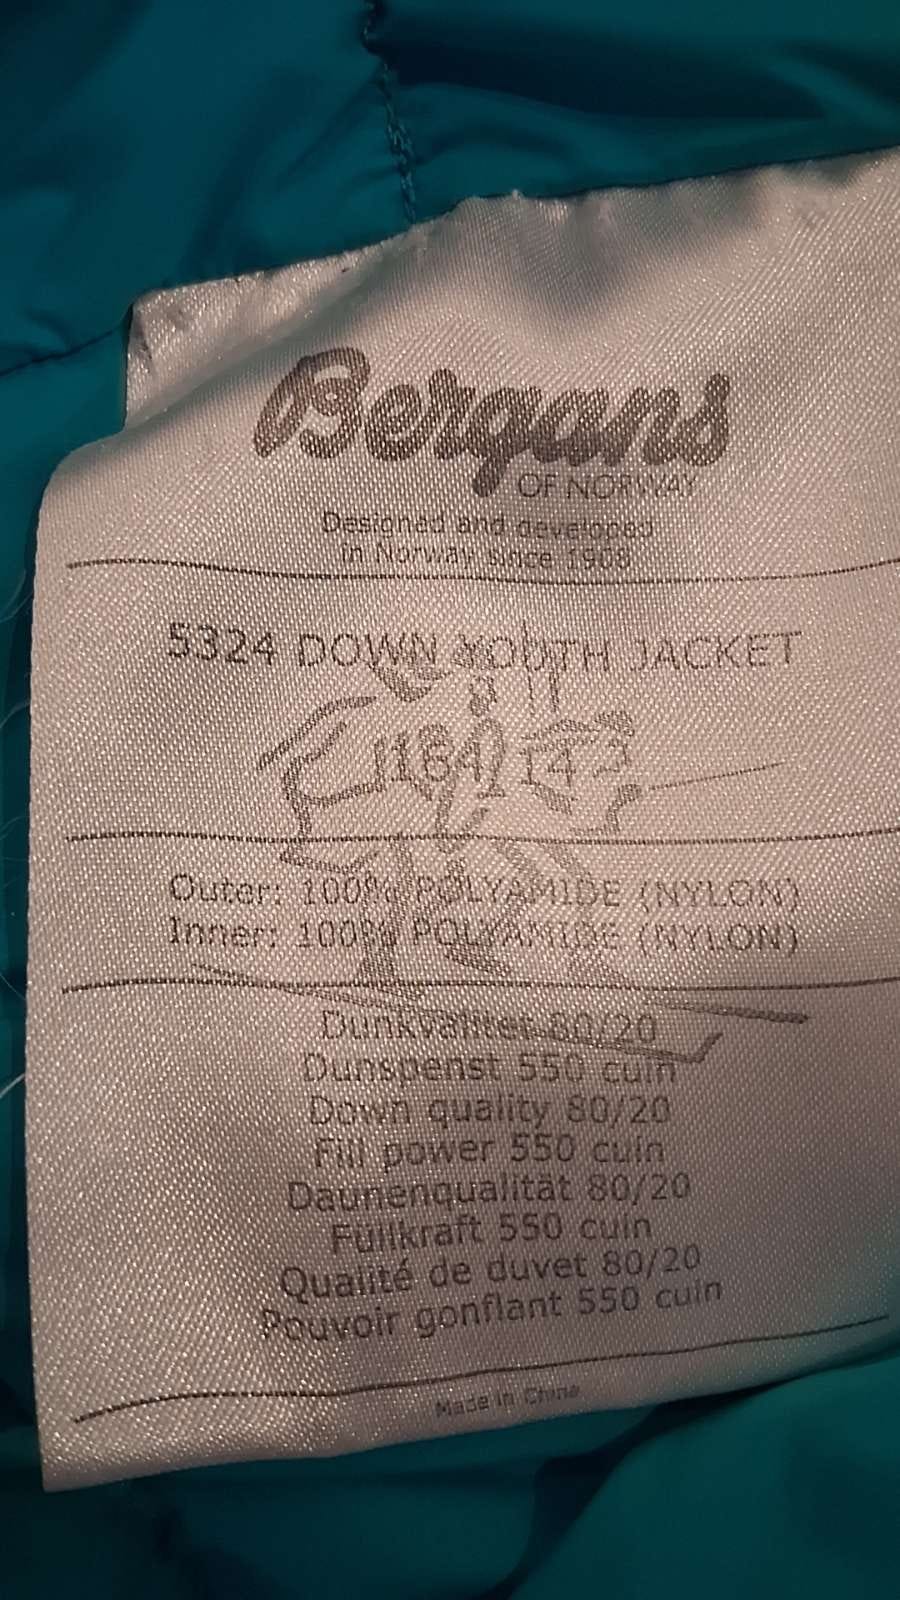 Bergans
OF NORWAY
Designed and developed
in Norway since 1908
5324 DOWN YOUTH JACKET
164 14
Outer: 100% POLYAMIDE (NYLON)
Inner: 100% POLYAMIDE (NYLON)
Dunkvalitet 80/20
Dunspenst 550 cuin
Down quality 80/20
Fill power 550 cuin
Daunenqualität 80/20
Füllkraft 550 cuin
Qualité de duvet 80/20
Pouvoir gonflant 550 cuin
Made in China